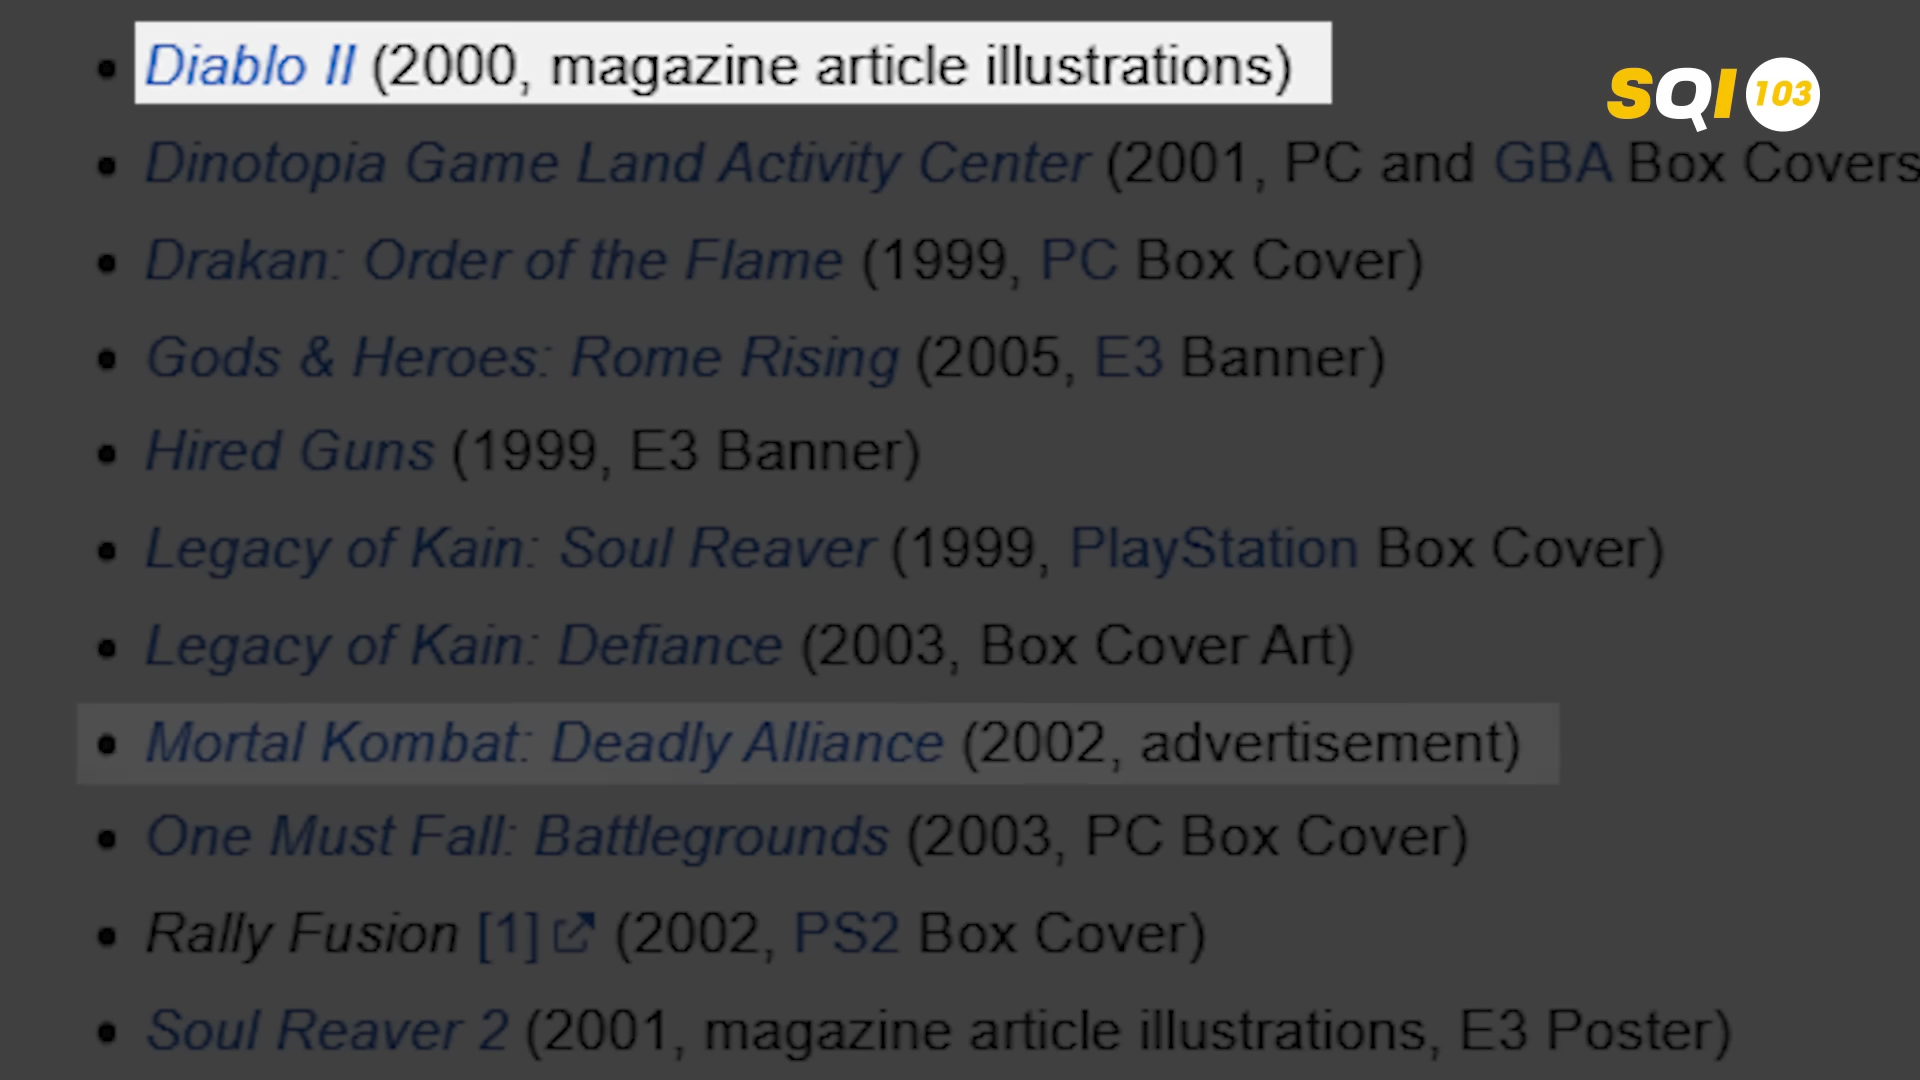 Diablo II (2000, magazine article illustrations)
SQI 103
Dinotopia Game Land Activity Center (2001, PC and GBA Box Covers
Drakan: Order of the Flame (1999, PC Box Cover)
Gods & Heroes: Rome Rising (2005, E3 Banner)
Hired Guns (1999, E3 Banner)
Legacy of Kain: Soul Reaver (1999, PlayStation Box Cover)
Legacy of Kain: Defiance (2003, Box Cover Art)
Mortal Kombat: Deadly Alliance (2002, advertisement)
One Must Fall: Battlegrounds (2003, PC Box Cover)
Rally Fusion [1] (2002, PS2 Box Cover)
Soul Reaver 2 (2001, magazine article illustrations, E3 Poster)